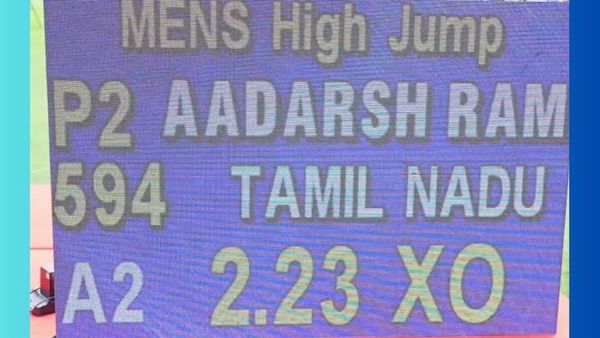 MENS High Jump
P2 AADARSH RAM
594 TAMIL NADU
A2 2.23 XO